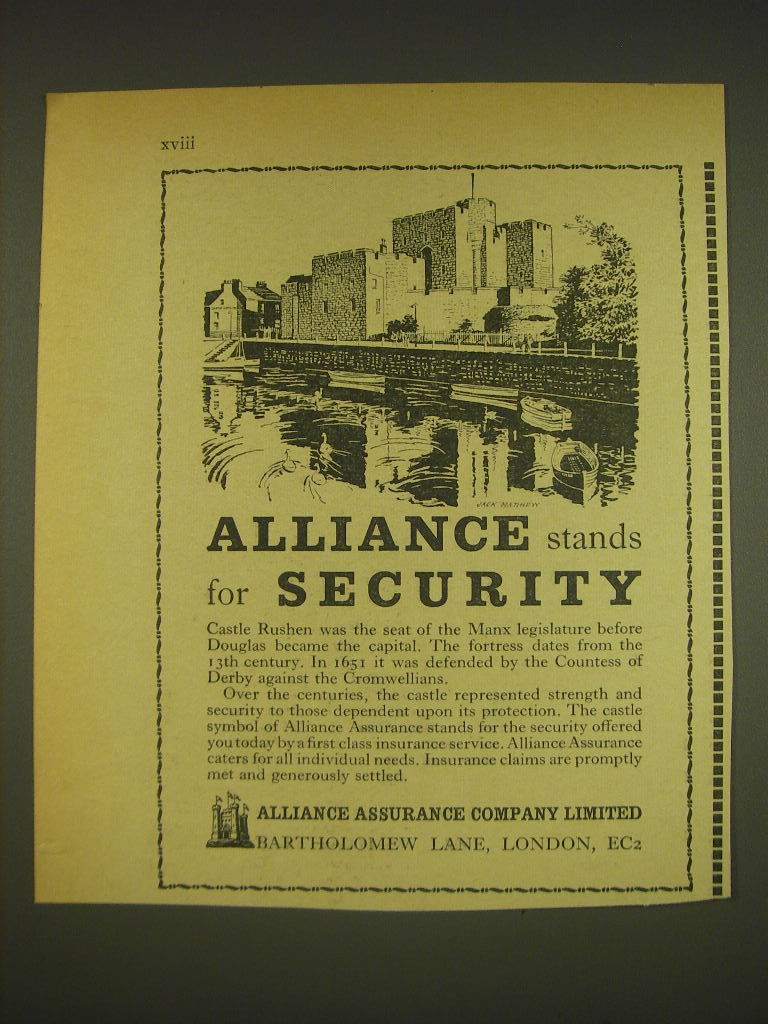 xviii
JACK MATTHEW
ALLIANCE stands
for SECURITY
Castle Rushen was the seat of the Manx legislature before
Douglas became the capital. The fortress dates from the
13th century. In 1651 it was defended by the Countess of
Derby against the Cromwellians.
Over the centuries, the castle represented strength and
security to those dependent upon its protection. The castle
symbol of Alliance Assurance stands for the security offered
you today by a first class insurance service. Alliance Assurance
caters for all individual needs. Insurance claims are promptly
met and generously settled.
ALLIANCE ASSURANCE COMPANY LIMITED
BARTHOLOMEW LANE, LONDON, EC2